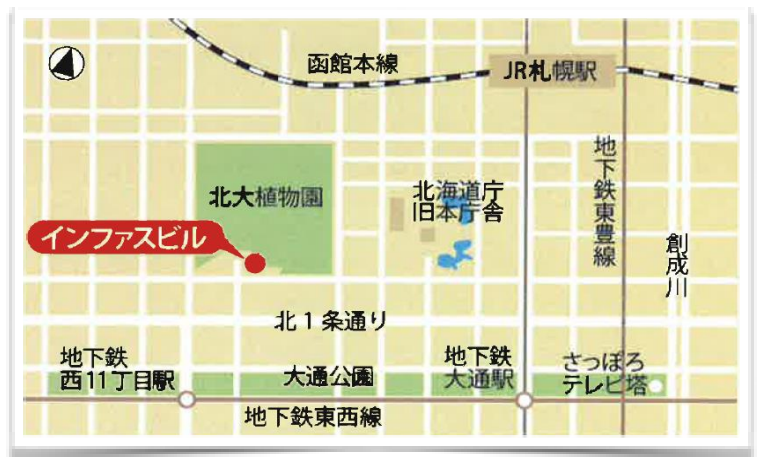 函館本線
JR札幌駅
北大植物園
北海道庁
旧本庁舎
地下鉄東豊線
インファスビル
創成川
北1条通り
地下鉄
西11丁目駅
大通公園
地下鉄
大通駅
さっぽろ
テレビ塔
地下鉄東西線